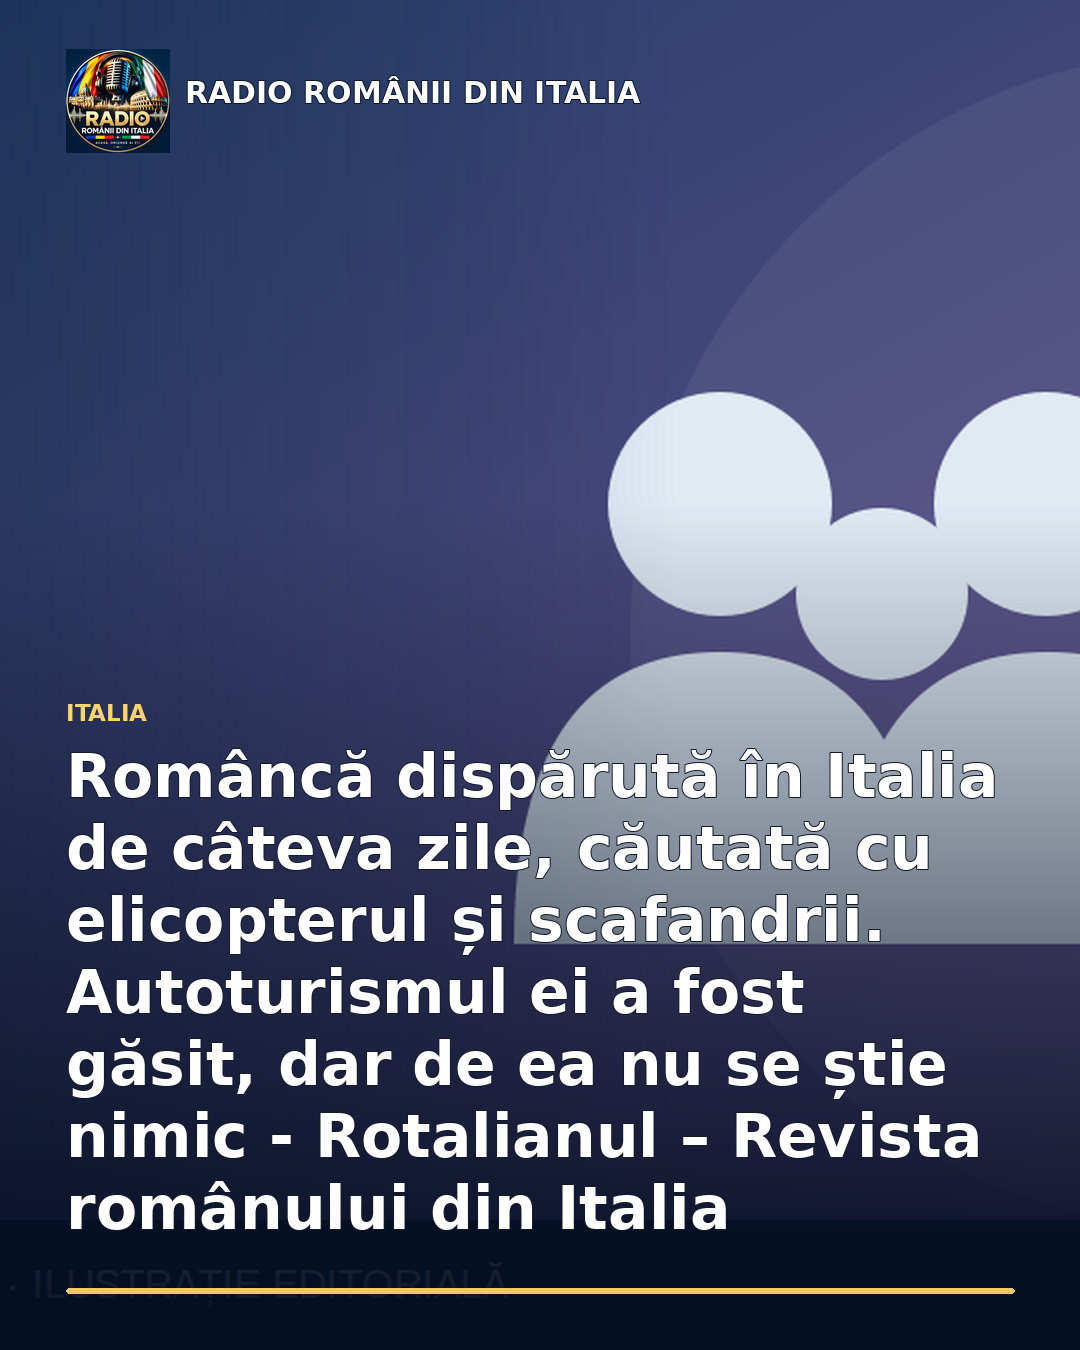 RADIO
ROMÂNII DIN ITALIA
RADIO ROMÂNII DIN ITALIA
ITALIA
Româncă dispărută în Italia
de câteva zile, căutată cu
elicopterul și scafandrii.
Autoturismul ei a fost
găsit, dar de ea nu se știe
nimic - Rotalianul – Revista
românului din Italia
· ILUSTRAȚIE EDITORIALĂ